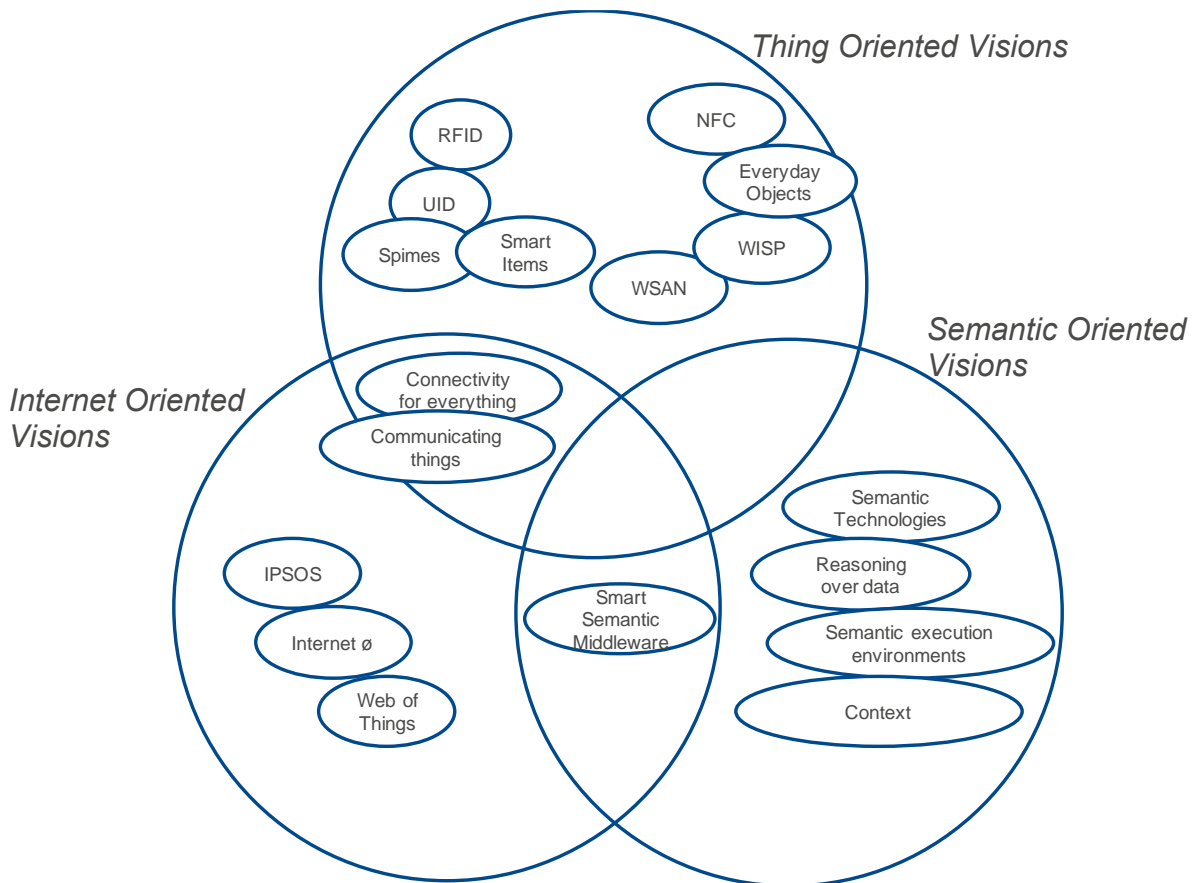 Thing Oriented Visions
RFID
NFC
Everyday
Objects
UID
Spimes
Smart
Items
WISP
WSAN
Semantic Oriented
Visions
Internet Oriented
Visions
Connectivity
for everything
Communicating
things
Semantic
Technologies
IPSOS
Reasoning
over data
Smart
Semantic
Middleware
Internet ø
Semantic execution
environments
Web of
Things
Context